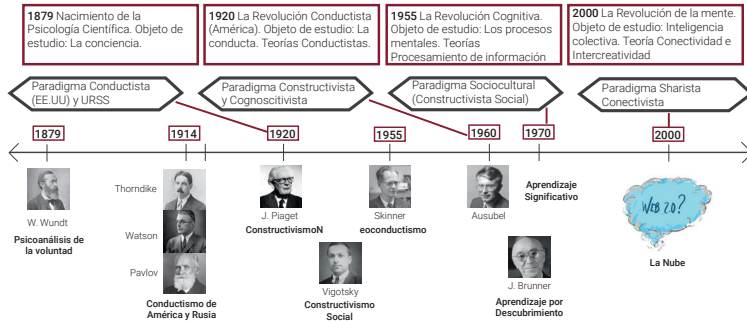 1879 Nacimiento de la
Psicología Científica. Objeto de
estudio: La conciencia.
1920 La Revolución Conductista
(América). Objeto de estudio: La
conducta. Teorías Conductistas.
1955 La Revolución Cognitiva.
Objeto de estudio: Los procesos
mentales. Teorías
Procesamiento de información
2000 La Revolución de la mente.
Objeto de estudio: Inteligencia
colectiva. Teoría Conectividad e
Intercreatividad
Paradigma Conductista
(EE.UU) y URSS
Paradigma Constructivista
y Cognoscitivista
Paradigma Sociocultural
(Constructivista Social)
Paradigma Sharista
Conectivista
1879
1914
1920
1955
1960
1970
2000
W. Wundt
Psicoanálisis de
la voluntad
Thorndike
Watson
Pavlov
Conductismo de
América y Rusia
J. Piaget
ConstructivismoN
Vigotsky
Constructivismo
Social
Skinner
eoconductismo
Ausubel
Aprendizaje
Significativo
J. Brunner
Aprendizaje por
Descubrimiento
WEB 2.0?
La Nube